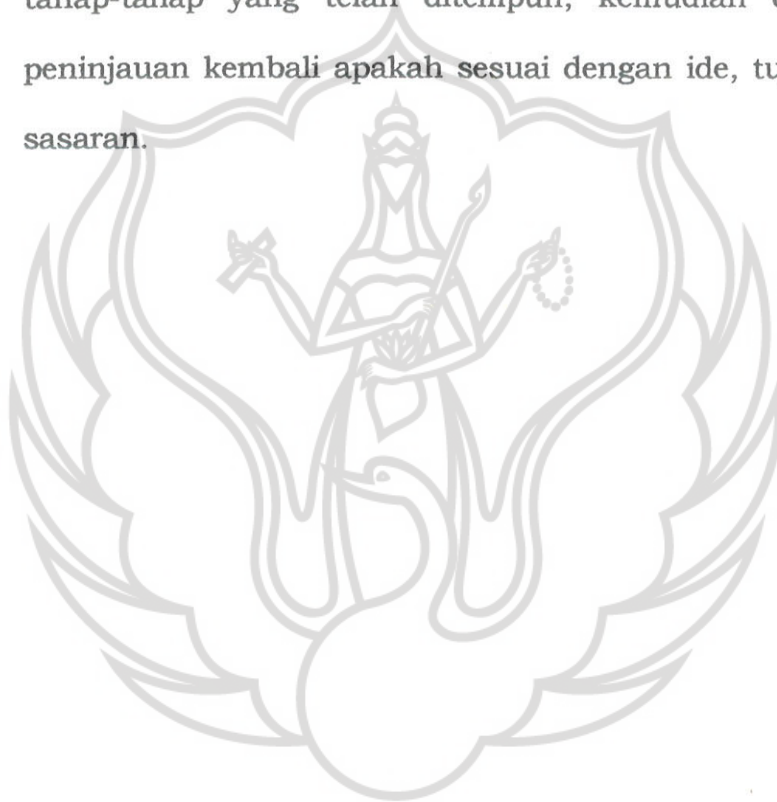 tahap-tahap yang telah ditempuh, kemudian
peninjauan kembali apakah sesuai dengan ide,
sasaran.